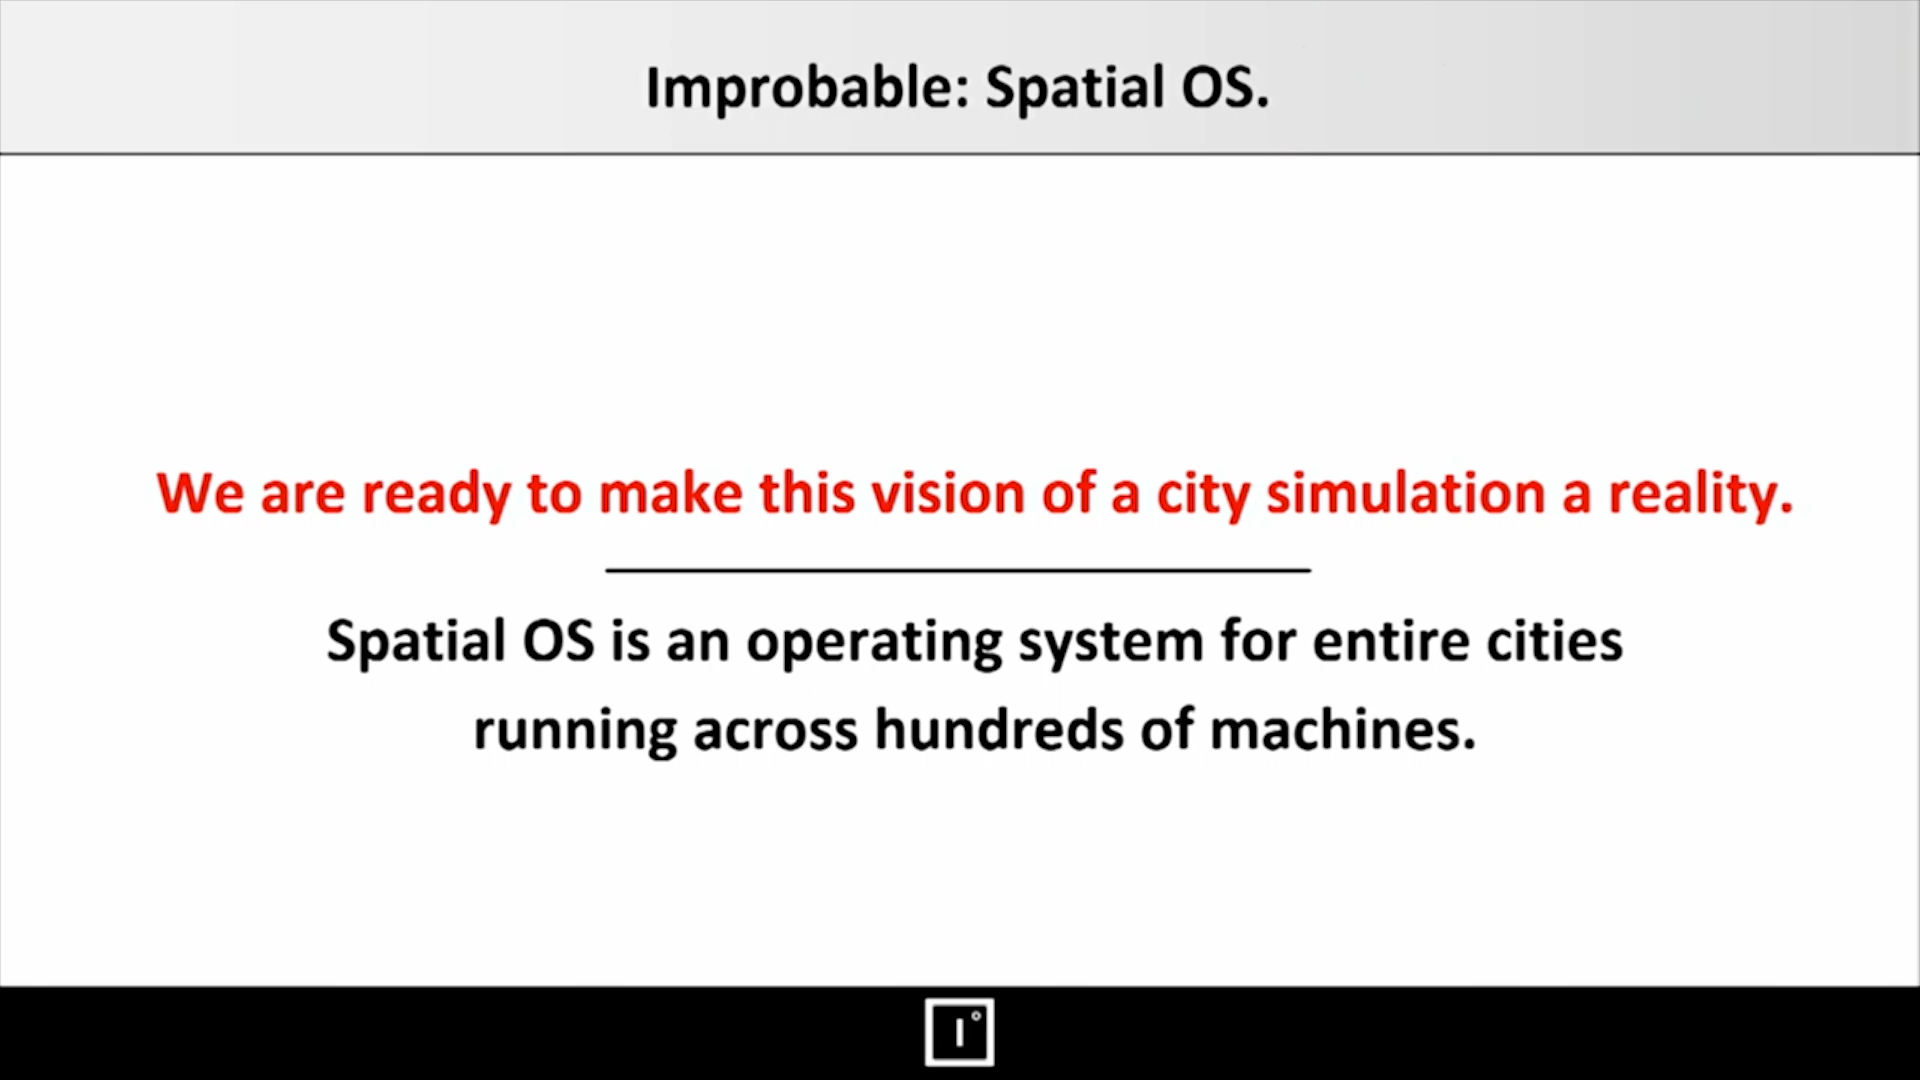 Improbable: Spatial OS.
We are ready to make this vision of a city simulation a reality.
Spatial OS is an operating system for entire cities
running across hundreds of machines.
I°